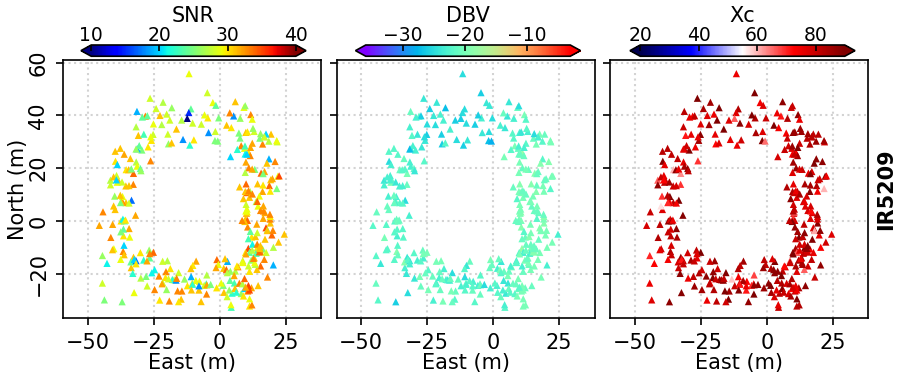 SNR DBV Xc
10 20 30 40 −30 −20 −10 20 40 60 80
60
40
20
0
−20
North (m)
IR5209
−50 −25 0 25 −50 −25 0 25 −50 −25 0 25
East (m) East (m) East (m)